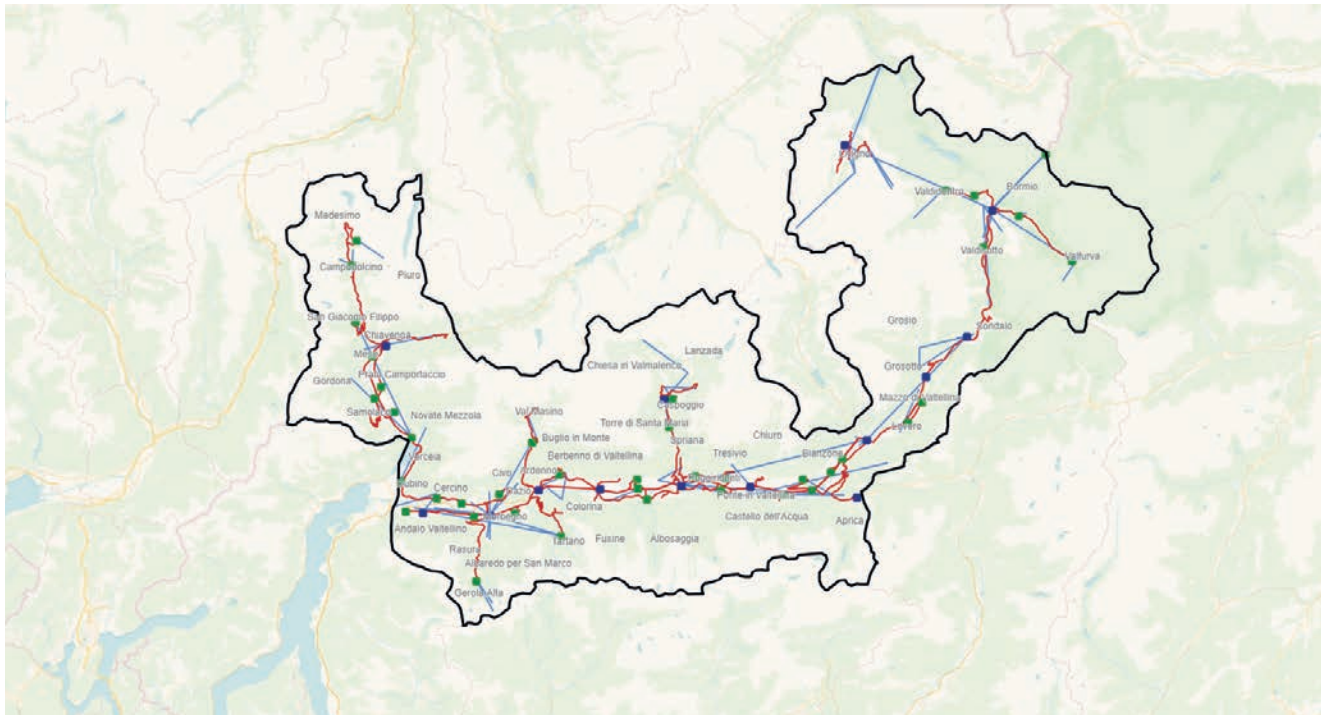 Livigno
Valdidentro
Bormio
Madesimo
Valdisotto
Valfurva
Campodolcino
Piuro
San Giacomo Filippo
Grosio
Sondalo
Chiavenna
Mese
Lanzada
Chiesa in Valmalenco
Grosotto
Prata Camportaccio
Gordona
Mazzo di Valtellina
Caspoggio
Samolaco
Novate Mezzola
Val Masino
Torre di Santa Maria
Lovero
Buglio in Monte
Spriana
Chiuro
Verceia
Berbenno di Valtellina
Tresivio
Bianzone
Civo
Ardenno
Dubino
Cercino
Dazio
Poggiridenti
Ponte in Valtellina
Colorina
Morbegno
Castello dell'Acqua
Aprica
Andalo Valtellino
Tartano
Fusine
Albosaggia
Rasura
Albaredo per San Marco
Gerola Alta